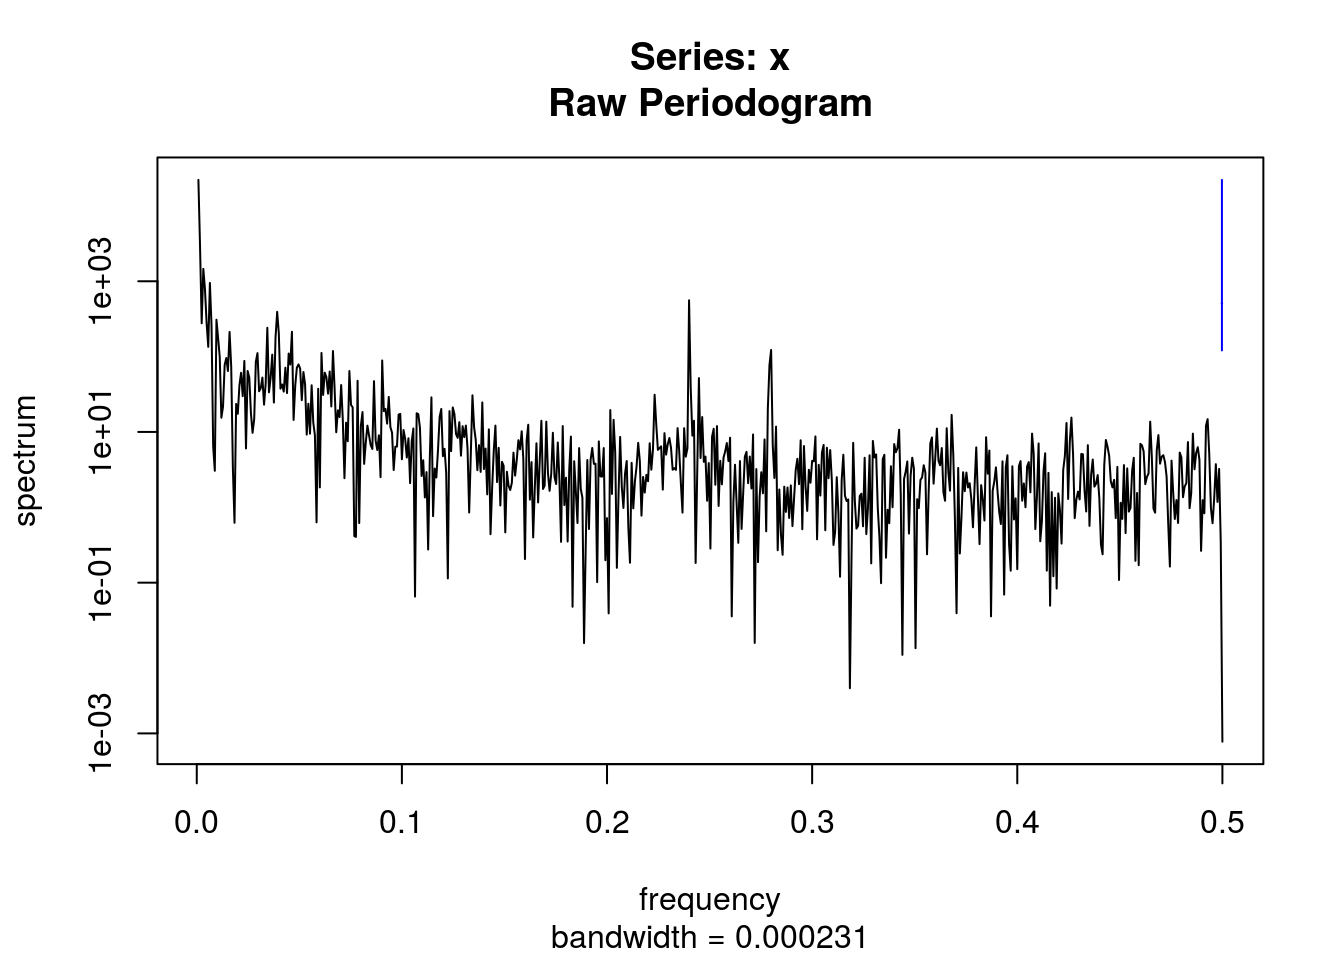 Series: x
Raw Periodogram
spectrum
1e+03
1e+01
1e-01
1e-03
0.0 0.1 0.2 0.3 0.4 0.5
frequency
bandwidth = 0.000231